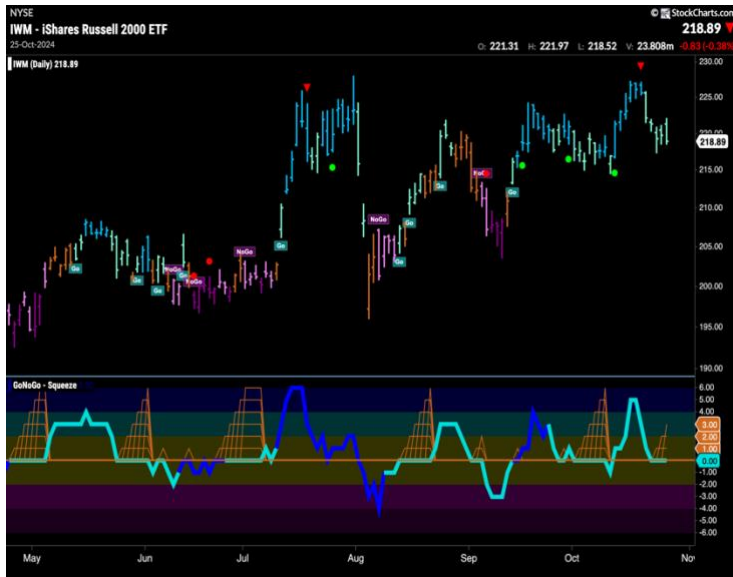 NYSE
© StockCharts.com
IWM - iShares Russell 2000 ETF
218.89
25-Oct-2024
O: 221.31 H: 221.97 L: 218.52 V: 23.808m -0.83 (-0.38%)
IWM (Daily) 218.89
230.00
225.00
220.00
218.89
215.00
210.00
205.00
200.00
195.00
190.00
Go
Go
Go
NoGo
Go
NoGo
NoGo
Go
NoGo
Go
Go
Go
NoGo
Go
GoNoGo - Squeeze
6.00
5.00
4.00
3.00
2.00
1.00
0.00
-1.00
-2.00
-3.00
-4.00
-5.00
-6.00
May Jun Jul Aug Sep Oct Nov